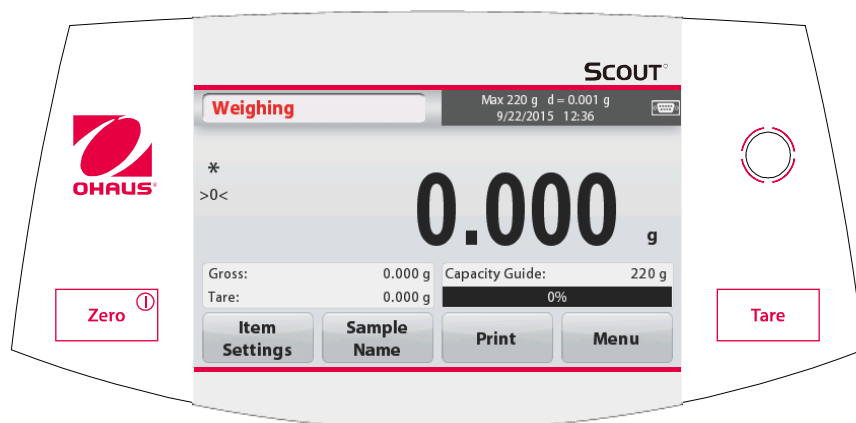 SCOUT
Weighing
Max 220 g d = 0.001 g
9/22/2015 12:36
OHAUS
*
>0<
0.000 g
Gross: 0.000 g
Capacity Guide: 220 g
Tare: 0.000 g
0%
Zero
Tare
Item Settings
Sample Name
Print
Menu